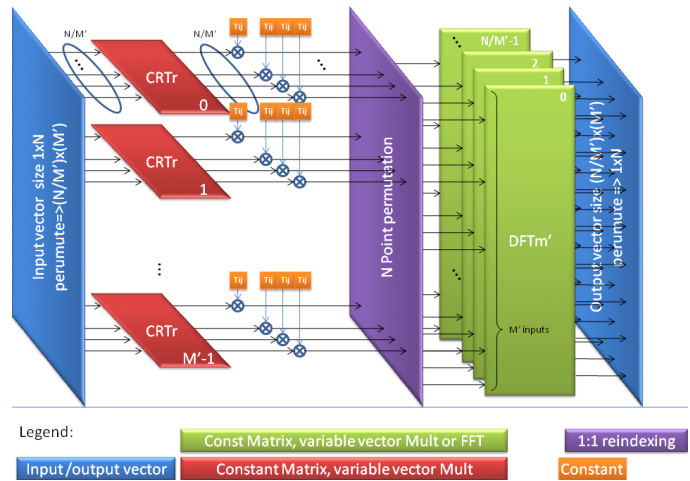 Input vector size 1xN
perumute=>(N/M')x(M')
N/M'
N/M'
CRTr
0
Tij
Tij Tij Tij
CRTr
1
Tij
Tij Tij Tij
CRTr
M'-1
Tij
Tij Tij Tij
N Point permutation
N/M'-1
2
1
0
DFTm'
M' inputs
Output vector size (N/M')x(M')
perumute => 1xN
Legend:
Const Matrix, variable vector Mult or FFT
1:1 reindexing
Input/output vector
Constant Matrix, variable vector Mult
Constant